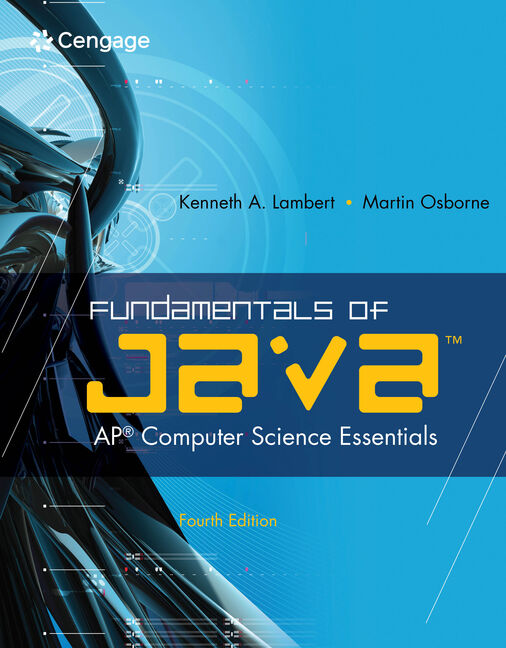 Cengage
Kenneth A. Lambert • Martin Osborne
FUNDAMENTALS OF
JAVA™
AP® Computer Science Essentials
Fourth Edition